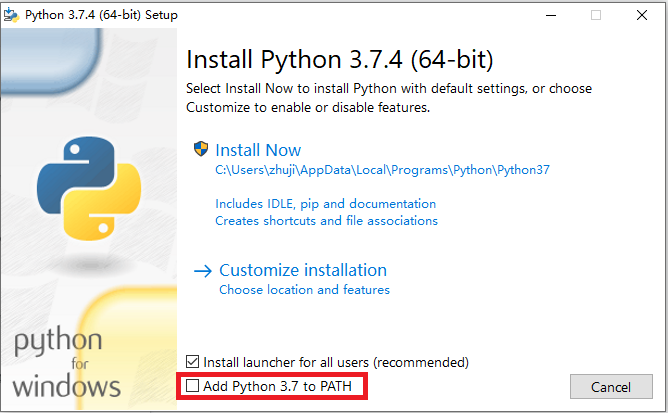 Python 3.7.4 (64-bit) Setup
Install Python 3.7.4 (64-bit)
Select Install Now to install Python with default settings, or choose
Customize to enable or disable features.
Install Now
C:\Users\zhuji\AppData\Local\Programs\Python\Python37
Includes IDLE, pip and documentation
Creates shortcuts and file associations
Customize installation
Choose location and features
Install launcher for all users (recommended)
Add Python 3.7 to PATH
Cancel
python
for
windows